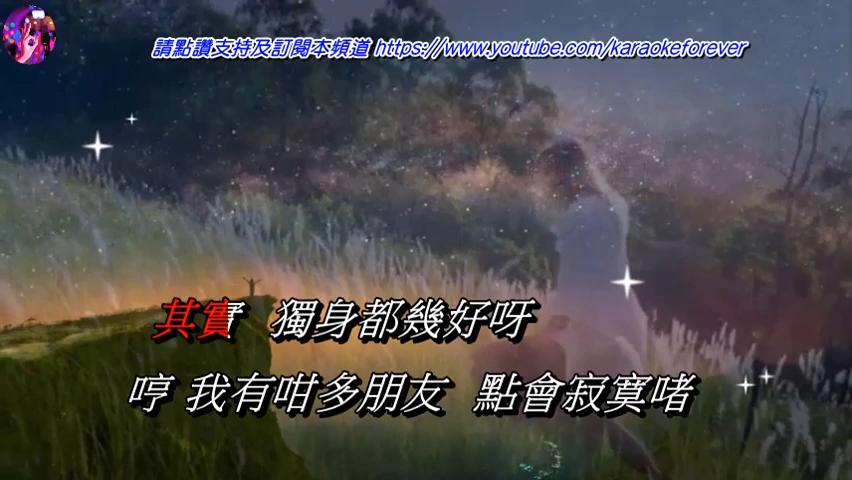 請點讚支持及訂閱本頻道 https://www.youtube.com/karaokeforever
其實 獨身都幾好呀
哼 我有咁多朋友 點會寂寞啫